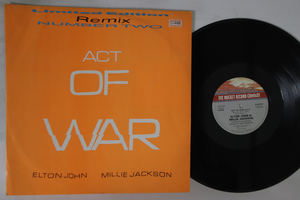 Limited Edition
Remix
NUMBER TWO
ACT
OF
WAR
ELTON JOHN MILLIE JACKSON
THE ROCKET RECORD COMPANY
ELTON JOHN &
MILLIE JACKSON